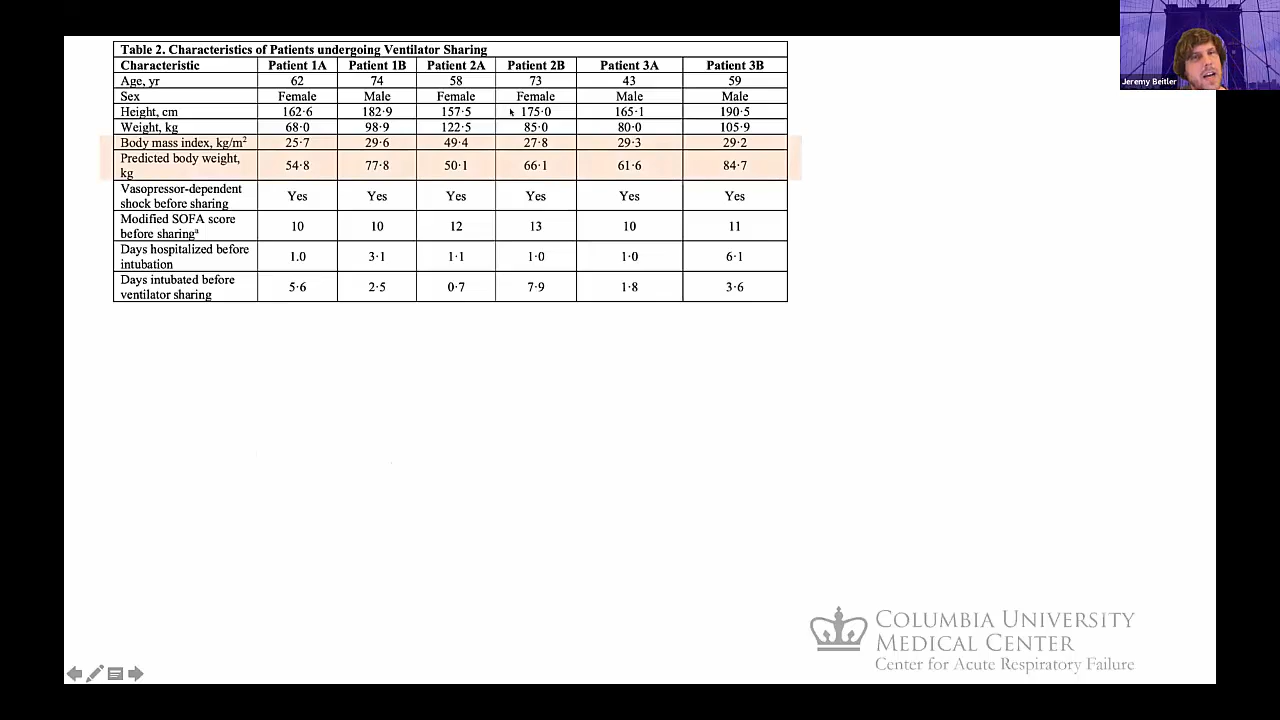 Jeremy Beitler
Table 2. Characteristics of Patients undergoing Ventilator Sharing
Characteristic Patient 1A Patient 1B Patient 2A Patient 2B Patient 3A Patient 3B
Age, yr 62 74 58 73 43 59
Sex Female Male Female Female Male Male
Height, cm 162·6 182·9 157·5 175·0 165·1 190·5
Weight, kg 68·0 98·9 122·5 85·0 80·0 105·9
Body mass index, kg/m² 25·7 29·6 49·4 27·8 29·3 29·2
Predicted body weight,
kg 54·8 77·8 50·1 66·1 61·6 84·7
Vasopressor-dependent
shock before sharing Yes Yes Yes Yes Yes Yes
Modified SOFA score
before sharingª 10 10 12 13 10 11
Days hospitalized before
intubation 1.0 3·1 1·1 1·0 1·0 6·1
Days intubated before
ventilator sharing 5·6 2·5 0·7 7·9 1·8 3·6
COLUMBIA UNIVERSITY
MEDICAL CENTER
Center for Acute Respiratory Failure